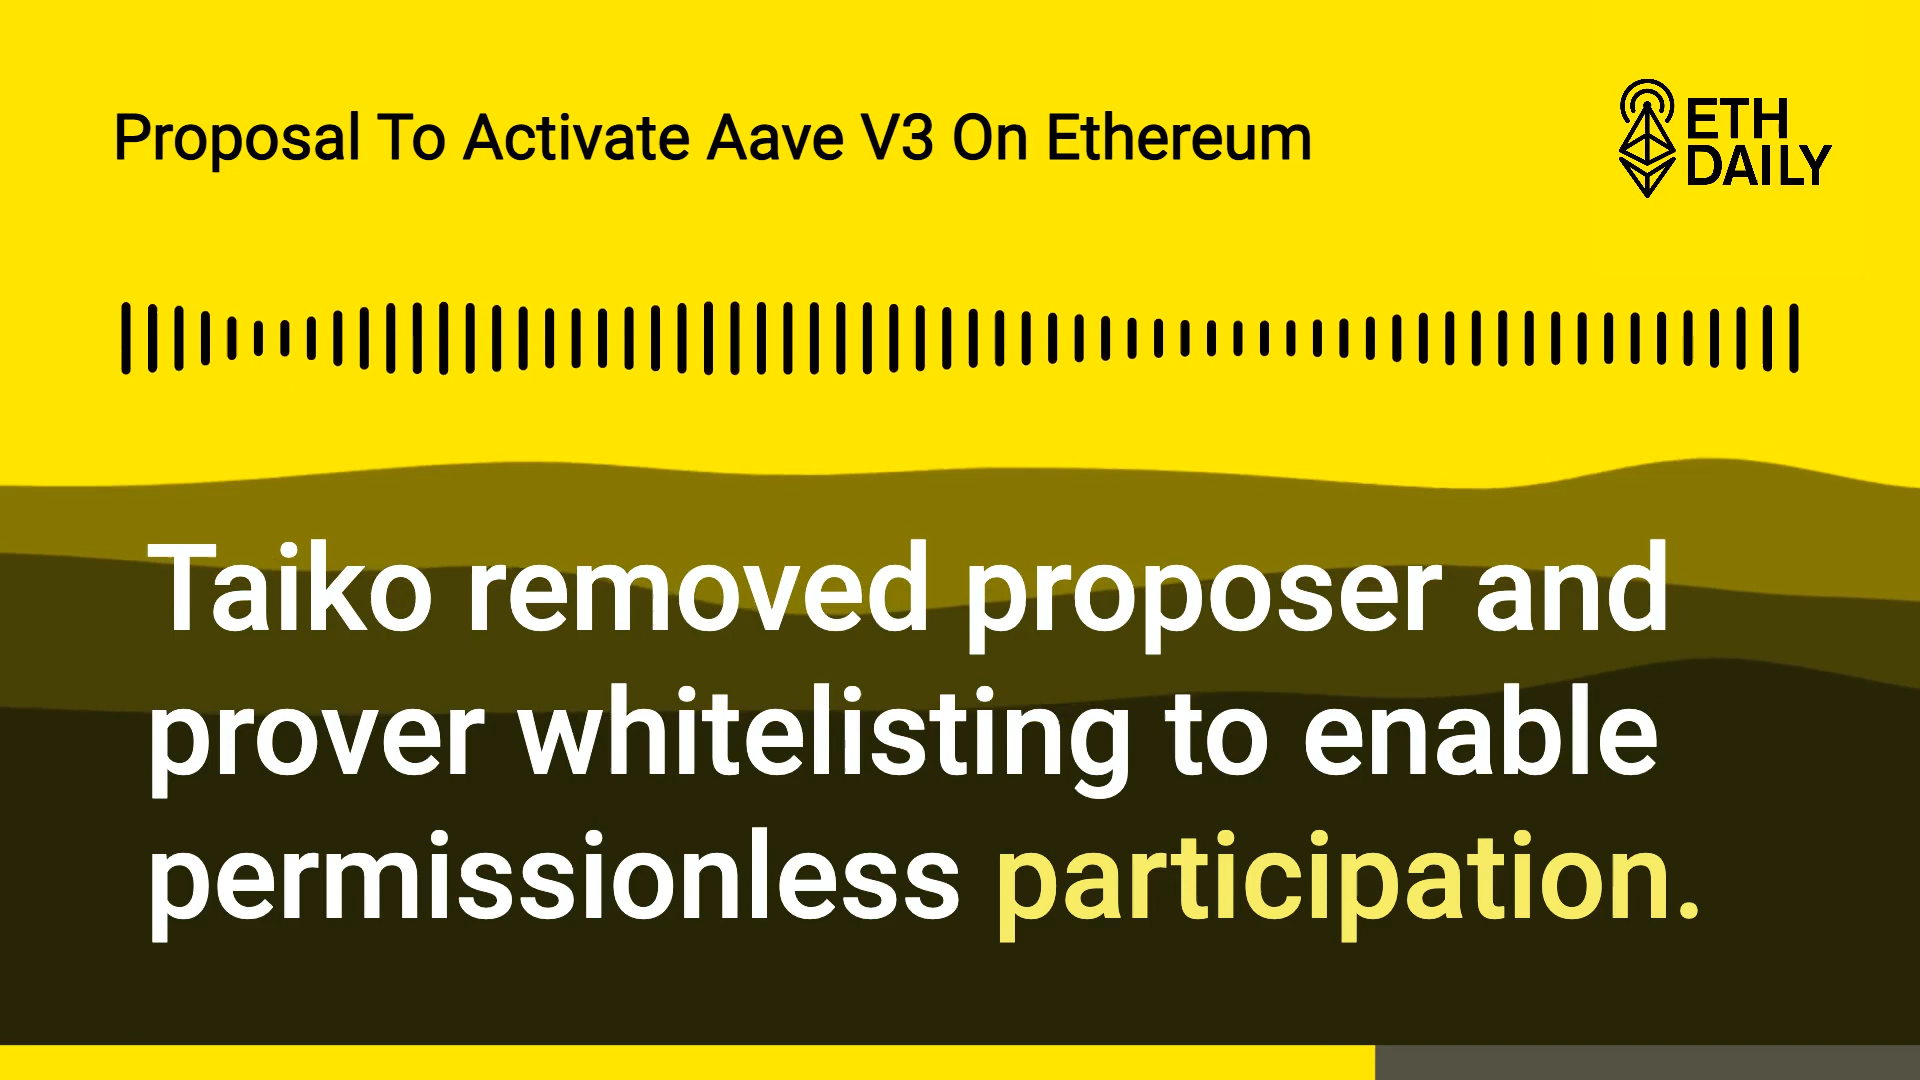 Proposal To Activate Aave V3 On Ethereum
ETH
DAILY
Taiko removed proposer and
prover whitelisting to enable
permissionless participation.